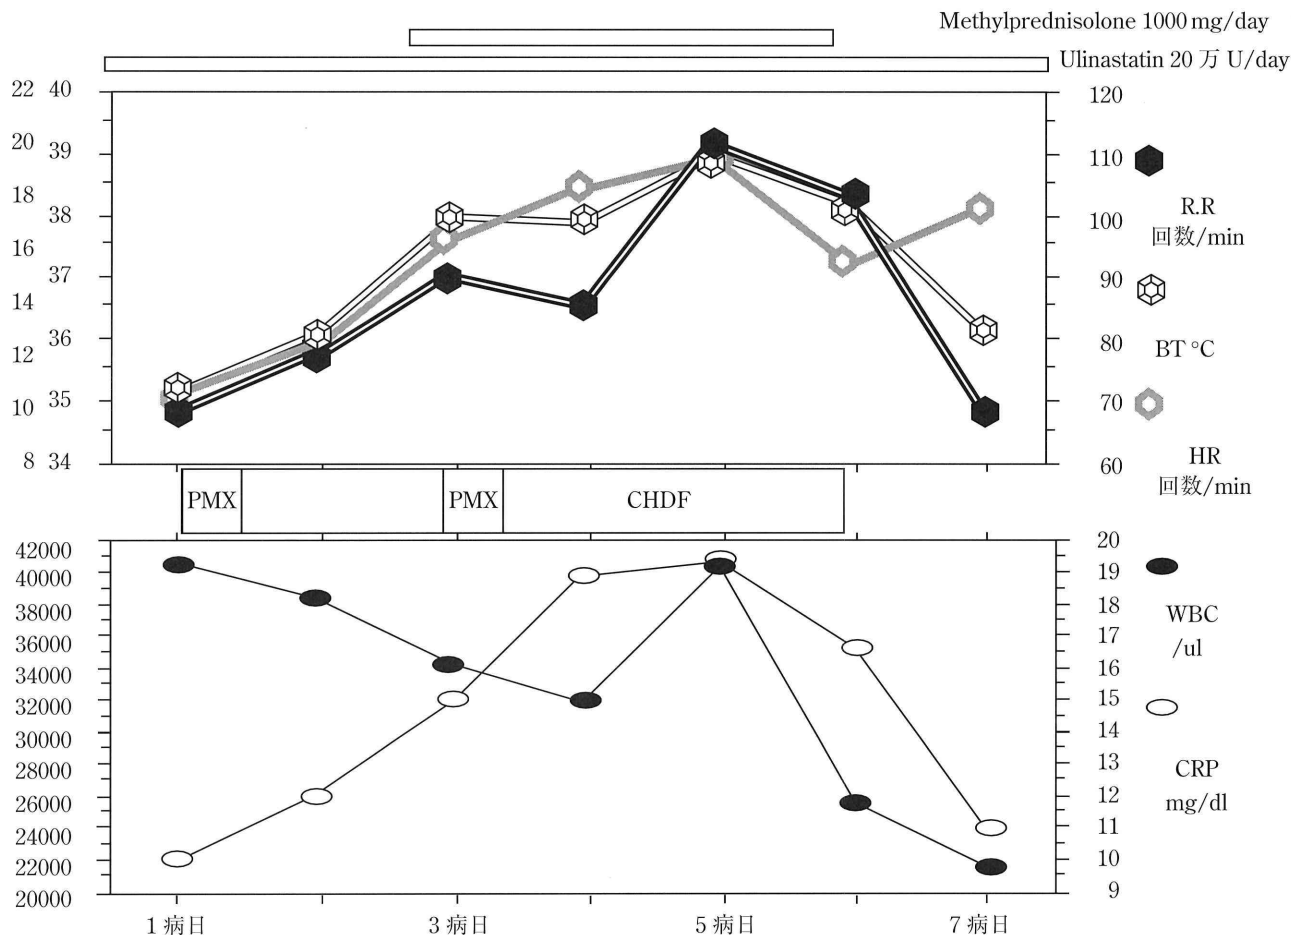 Methylprednisolone 1000 mg/day
Ulinastatin 20 万 U/day
22 40
20 39
18 38
16 37
14 36
12 35
10 34
8
120
110
100
90
80
70
60
R.R
回数/min
BT °C
HR
回数/min
PMX
PMX
CHDF
42000
40000
38000
36000
34000
32000
30000
28000
26000
24000
22000
20000
20
19
18
17
16
15
14
13
12
11
10
9
WBC
/ul
CRP
mg/dl
1 病日
3 病日
5 病日
7 病日